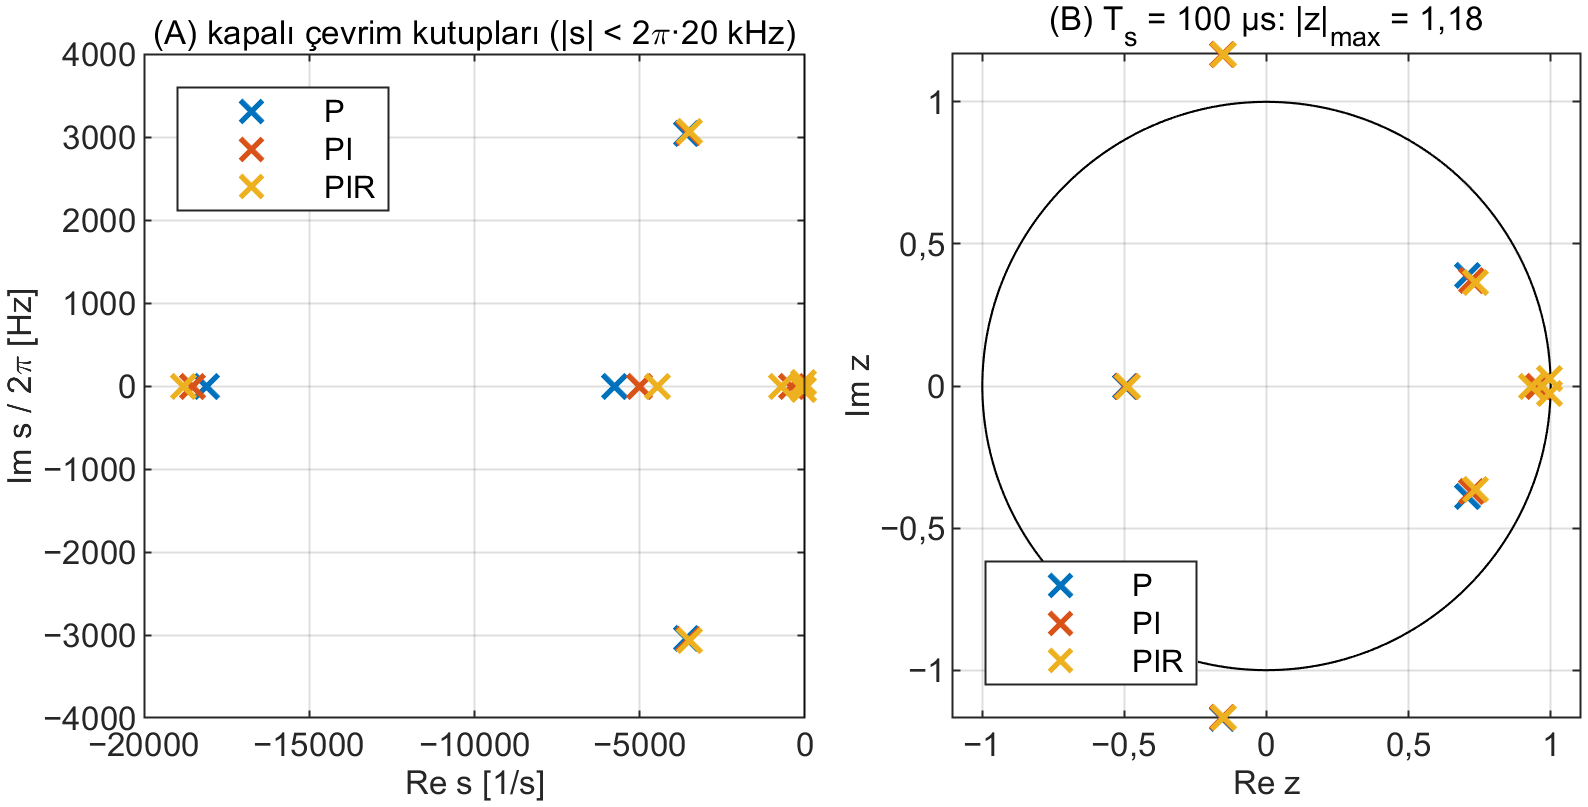 (A) kapalı çevrim kutupları (|s| < 2π·20 kHz)
4000
3000
2000
1000
0
−1000
−2000
−3000
−4000
−20000
−15000
−10000
−5000
0
Re s [1/s]
Im s / 2π [Hz]
P
PI
PIR
(B) Ts = 100 µs: |z|max = 1,18
1
0,5
0
−0,5
−1
−1
−0,5
0
0,5
1
Re z
Im z
P
PI
PIR